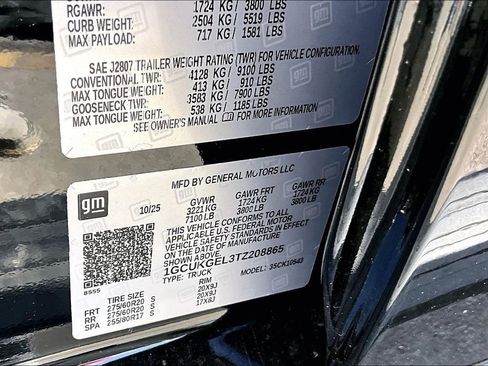 RGAWR: 1724 KG / 3800 LBS
CURB WEIGHT: 2504 KG / 5519 LBS
MAX PAYLOAD: 717 KG / 1581 LBS
SAE J2807 TRAILER WEIGHT RATING (TWR) FOR VEHICLE CONFIGURATION.
CONVENTIONAL TWR: 4128 KG / 9100 LBS
MAX TONGUE WEIGHT: 413 KG / 910 LBS
GOOSENECK TWR: 3583 KG / 7900 LBS
MAX TONGUE WEIGHT: 538 KG / 1185 LBS
SEE OWNER'S MANUAL gm FOR MORE INFORMATION
gm
MFD BY GENERAL MOTORS LLC
10/25 GVWR GAWR FRT GAWR RR
3221 KG 1724 KG 1724 KG
7100 LB 3800 LB 3800 LB
THIS VEHICLE CONFORMS TO ALL
APPLICABLE U.S. FEDERAL MOTOR
VEHICLE SAFETY STANDARDS IN EFFECT
ON THE DATE OF MANUFACTURE
SHOWN ABOVE.
1GCUKGEL3TZ208865
TYPE: TRUCK MODEL: 35CK10543
8555
TIRE SIZE RIM
FRT 275/60R20 S 20X9J
RR 275/60R20 S 20X9J
SPA 255/80R17 S 17X8J